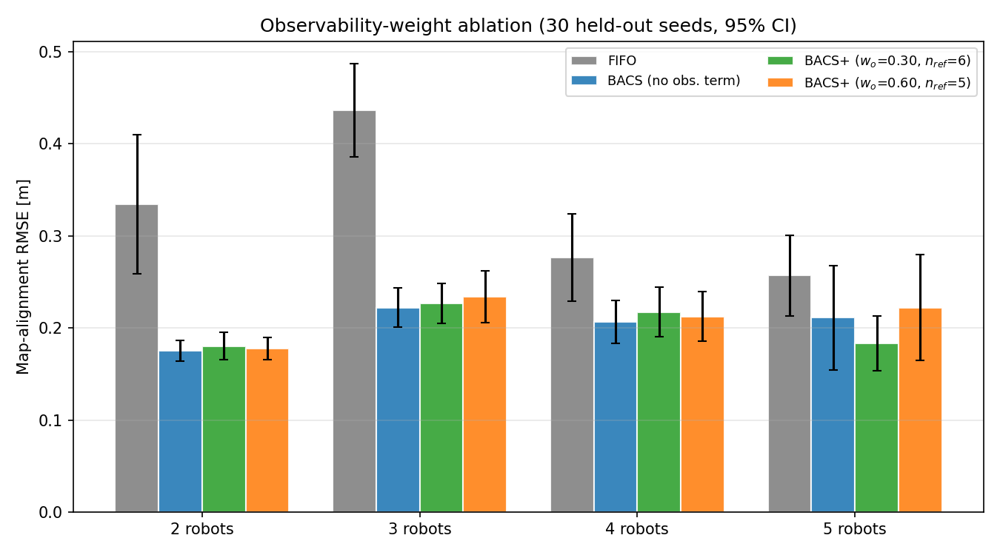 Observability-weight ablation (30 held-out seeds, 95% CI)
FIFO
BACS (no obs. term)
BACS+ (w_o=0.30, n_ref=6)
BACS+ (w_o=0.60, n_ref=5)
Map-alignment RMSE [m]
0.5
0.4
0.3
0.2
0.1
0.0
2 robots
3 robots
4 robots
5 robots